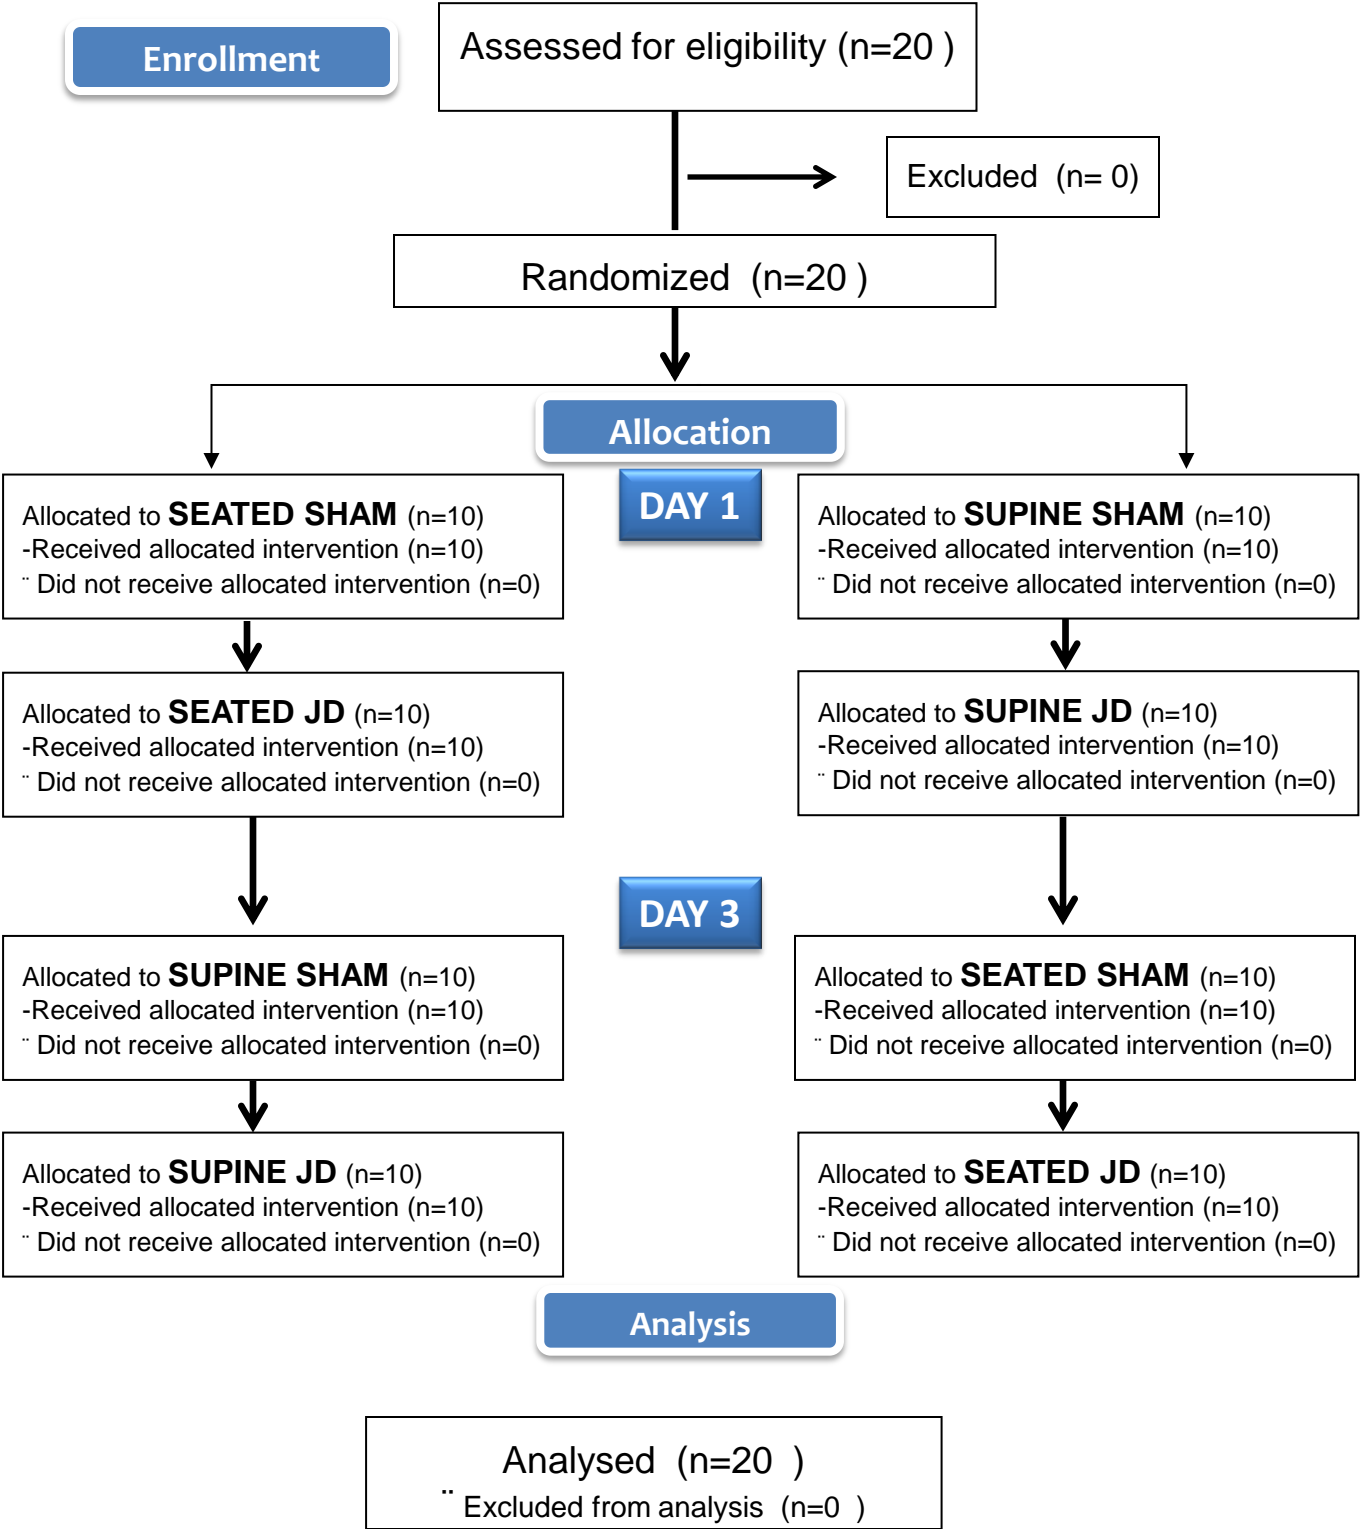 Enrollment
Assessed for eligibility (n=20 )
Excluded (n= 0)
Randomized (n=20 )
Allocation
DAY 1
Allocated to SEATED SHAM (n=10)
-Received allocated intervention (n=10)
¨ Did not receive allocated intervention (n=0)
Allocated to SUPINE SHAM (n=10)
-Received allocated intervention (n=10)
¨ Did not receive allocated intervention (n=0)
Allocated to SEATED JD (n=10)
-Received allocated intervention (n=10)
¨ Did not receive allocated intervention (n=0)
Allocated to SUPINE JD (n=10)
-Received allocated intervention (n=10)
¨ Did not receive allocated intervention (n=0)
DAY 3
Allocated to SUPINE SHAM (n=10)
-Received allocated intervention (n=10)
¨ Did not receive allocated intervention (n=0)
Allocated to SEATED SHAM (n=10)
-Received allocated intervention (n=10)
¨ Did not receive allocated intervention (n=0)
Allocated to SUPINE JD (n=10)
-Received allocated intervention (n=10)
¨ Did not receive allocated intervention (n=0)
Allocated to SEATED JD (n=10)
-Received allocated intervention (n=10)
¨ Did not receive allocated intervention (n=0)
Analysis
Analysed (n=20 )
¨ Excluded from analysis (n=0 )